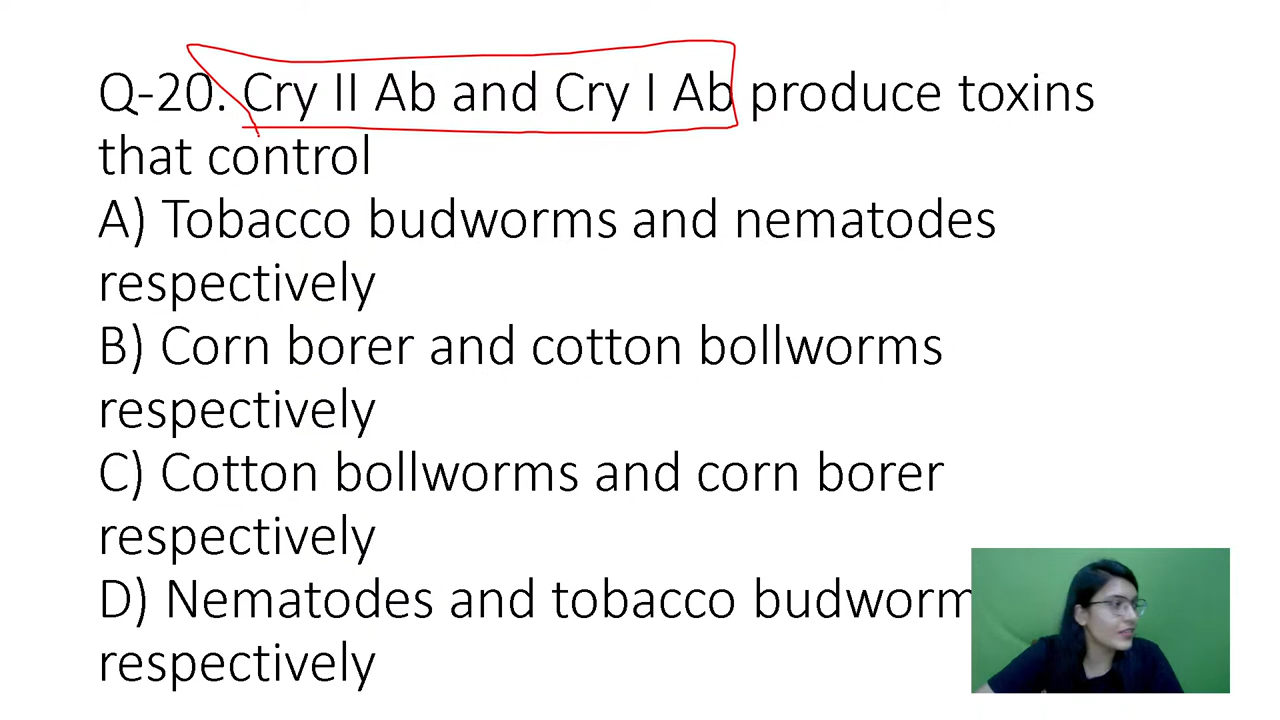 Q-20. Cry II Ab and Cry I Ab produce toxins
that control
A) Tobacco budworms and nematodes
respectively
B) Corn borer and cotton bollworms
respectively
C) Cotton bollworms and corn borer
respectively
D) Nematodes and tobacco budworm
respectively